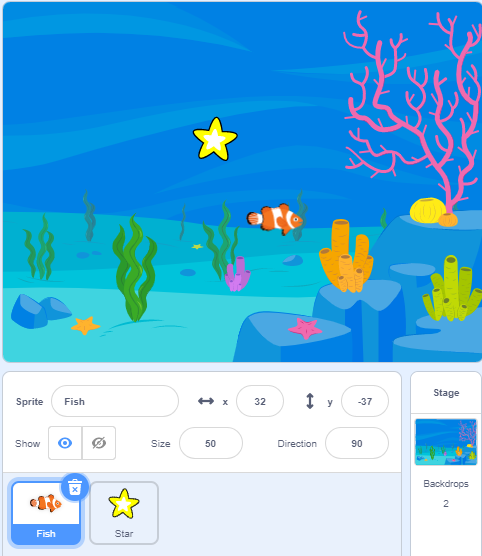 Sprite Fish x 32 y -37 Stage
Show Size 50 Direction 90
Backdrops
2
Fish Star